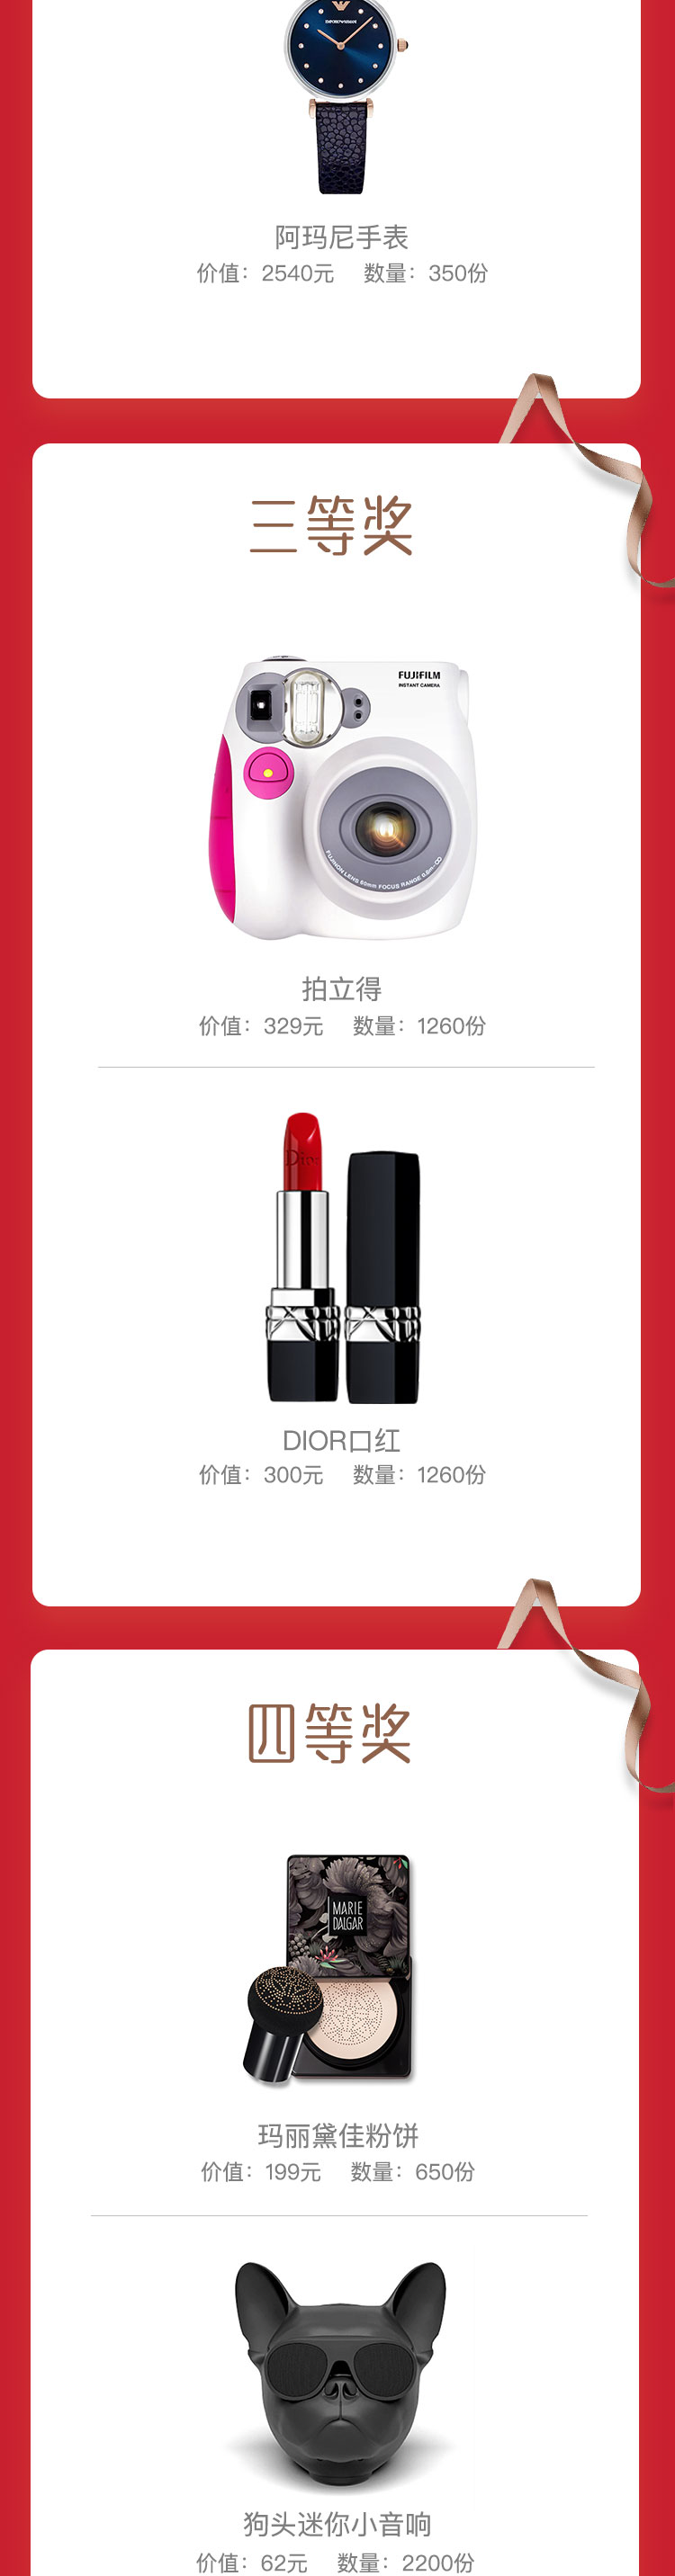 EMPORIO ARMANI
阿玛尼手表
价值：2540元 数量：350份
三等奖
FUJIFILM
INSTANT CAMERA
FUJINON LENS 60mm FOCUS RANGE 0.6m-∞
拍立得
价值：329元 数量：1260份
Dior
DIOR口红
价值：300元 数量：1260份
四等奖
MARIE
DALGAR
玛丽黛佳粉饼
价值：199元 数量：650份
狗头迷你小音响
价值：62元 数量：2200份